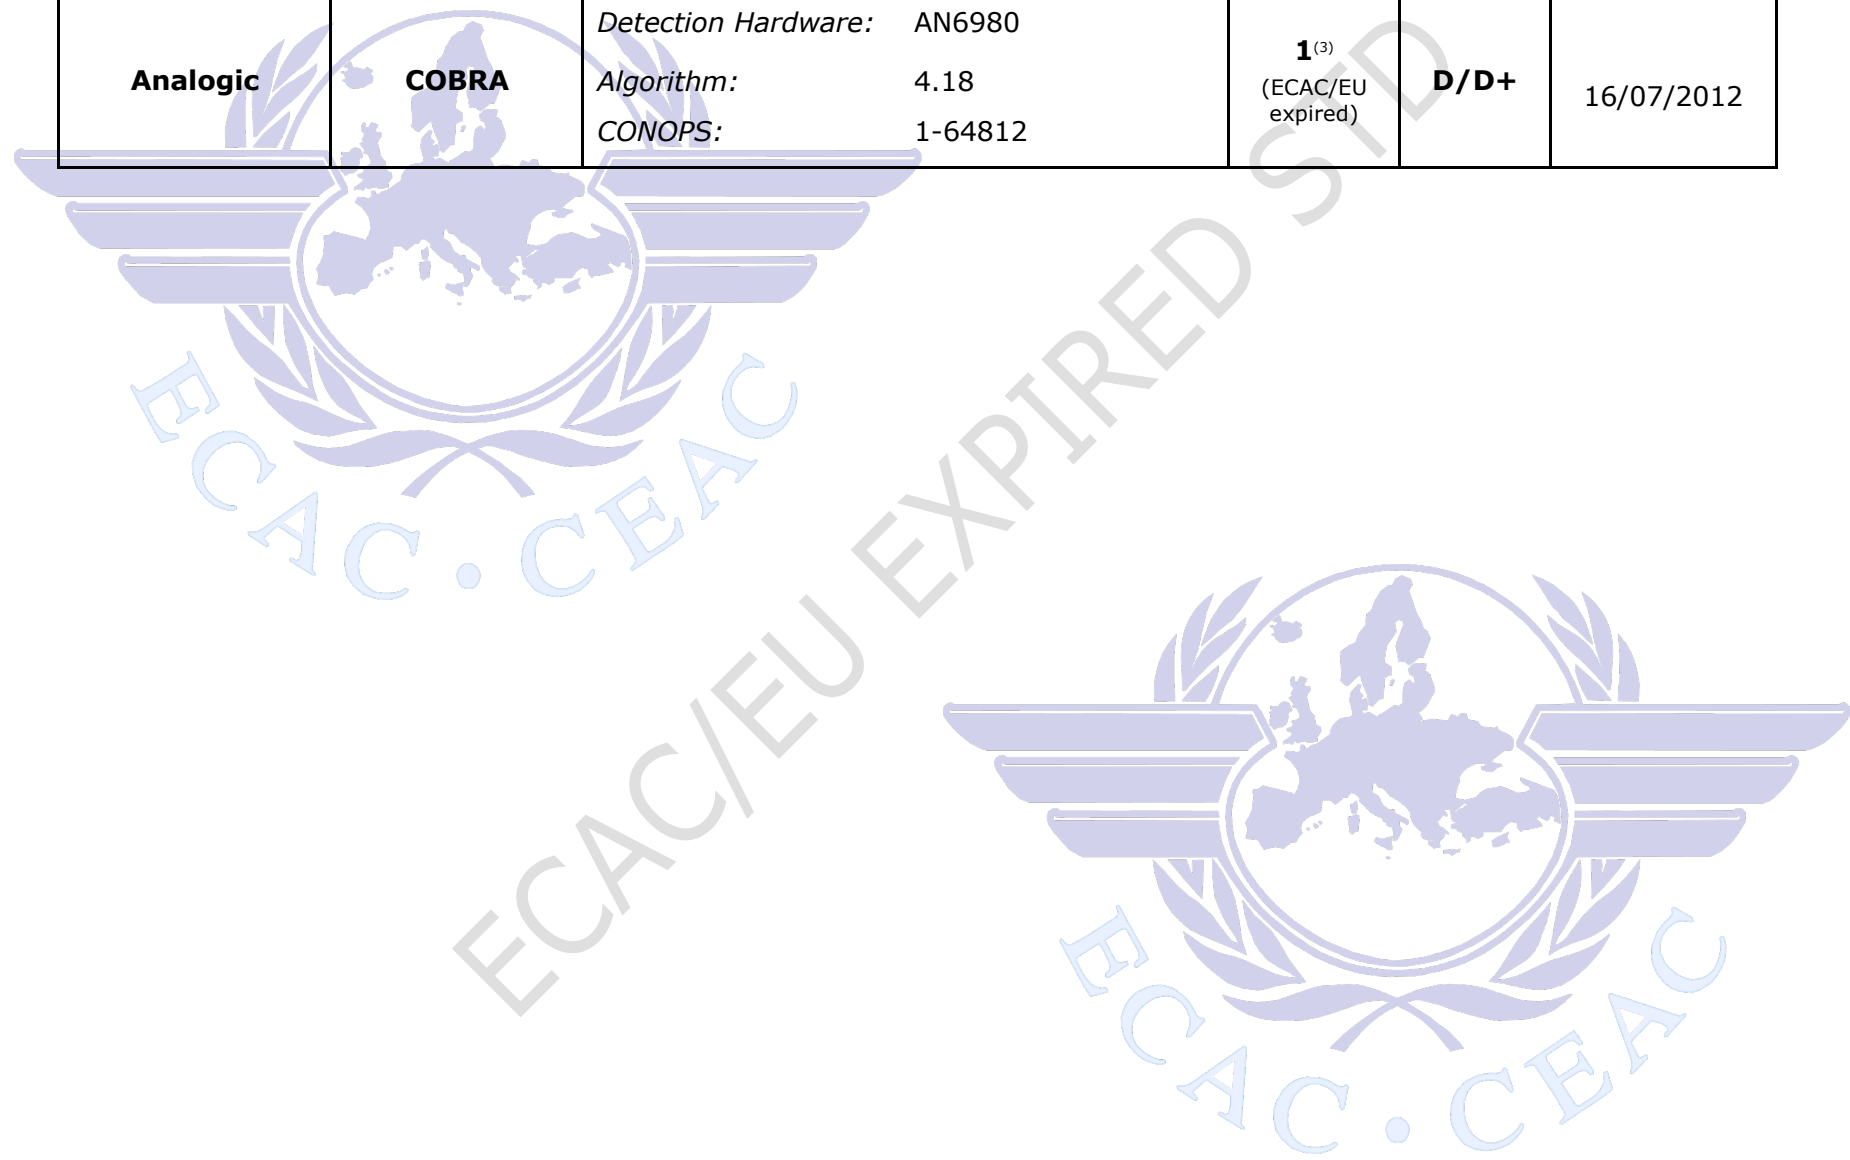 Analogic COBRA Detection Hardware: AN6980 1(3) (ECAC/EU expired) D/D+ 16/07/2012
Algorithm: 4.18
CONOPS: 1-64812
ECAC/EU EXPIRED STD
ECAC • CEAC
ECAC • CEAC